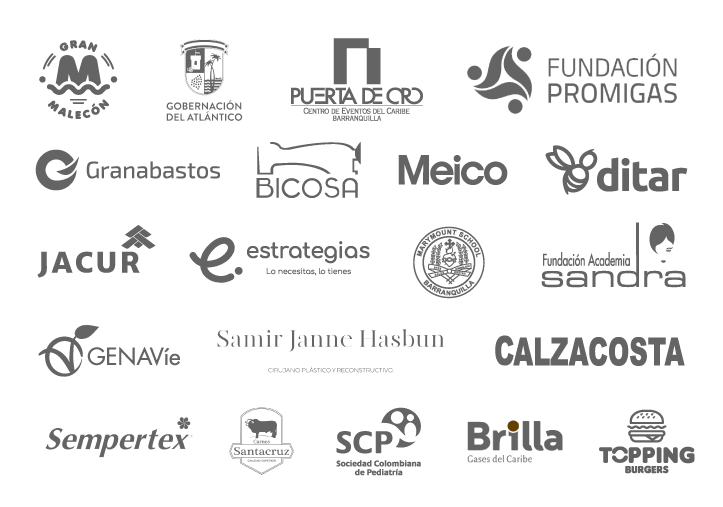 GRAN
M
MALECÓN
GOBERNACIÓN
DEL ATLÁNTICO
PUERTA DE ORO
CENTRO DE EVENTOS DEL CARIBE
BARRANQUILLA
FUNDACIÓN
PROMIGAS
Granabastos
BICOSA
Meico
ditar
JACUR
e. estrategias
Lo necesitas, lo tienes
MARYMOUNT SCHOOL
BARRANQUILLA
Fundación Academia
sandra
GENAVie
Samir Janne Hasbun
CIRUJANO PLÁSTICO Y RECONSTRUCTIVO
CALZACOSTA
Sempertex
Carnes
Santacruz
SCP
Sociedad Colombiana
de Pediatría
Brilla
Gases del Caribe
TOPPING
BURGERS